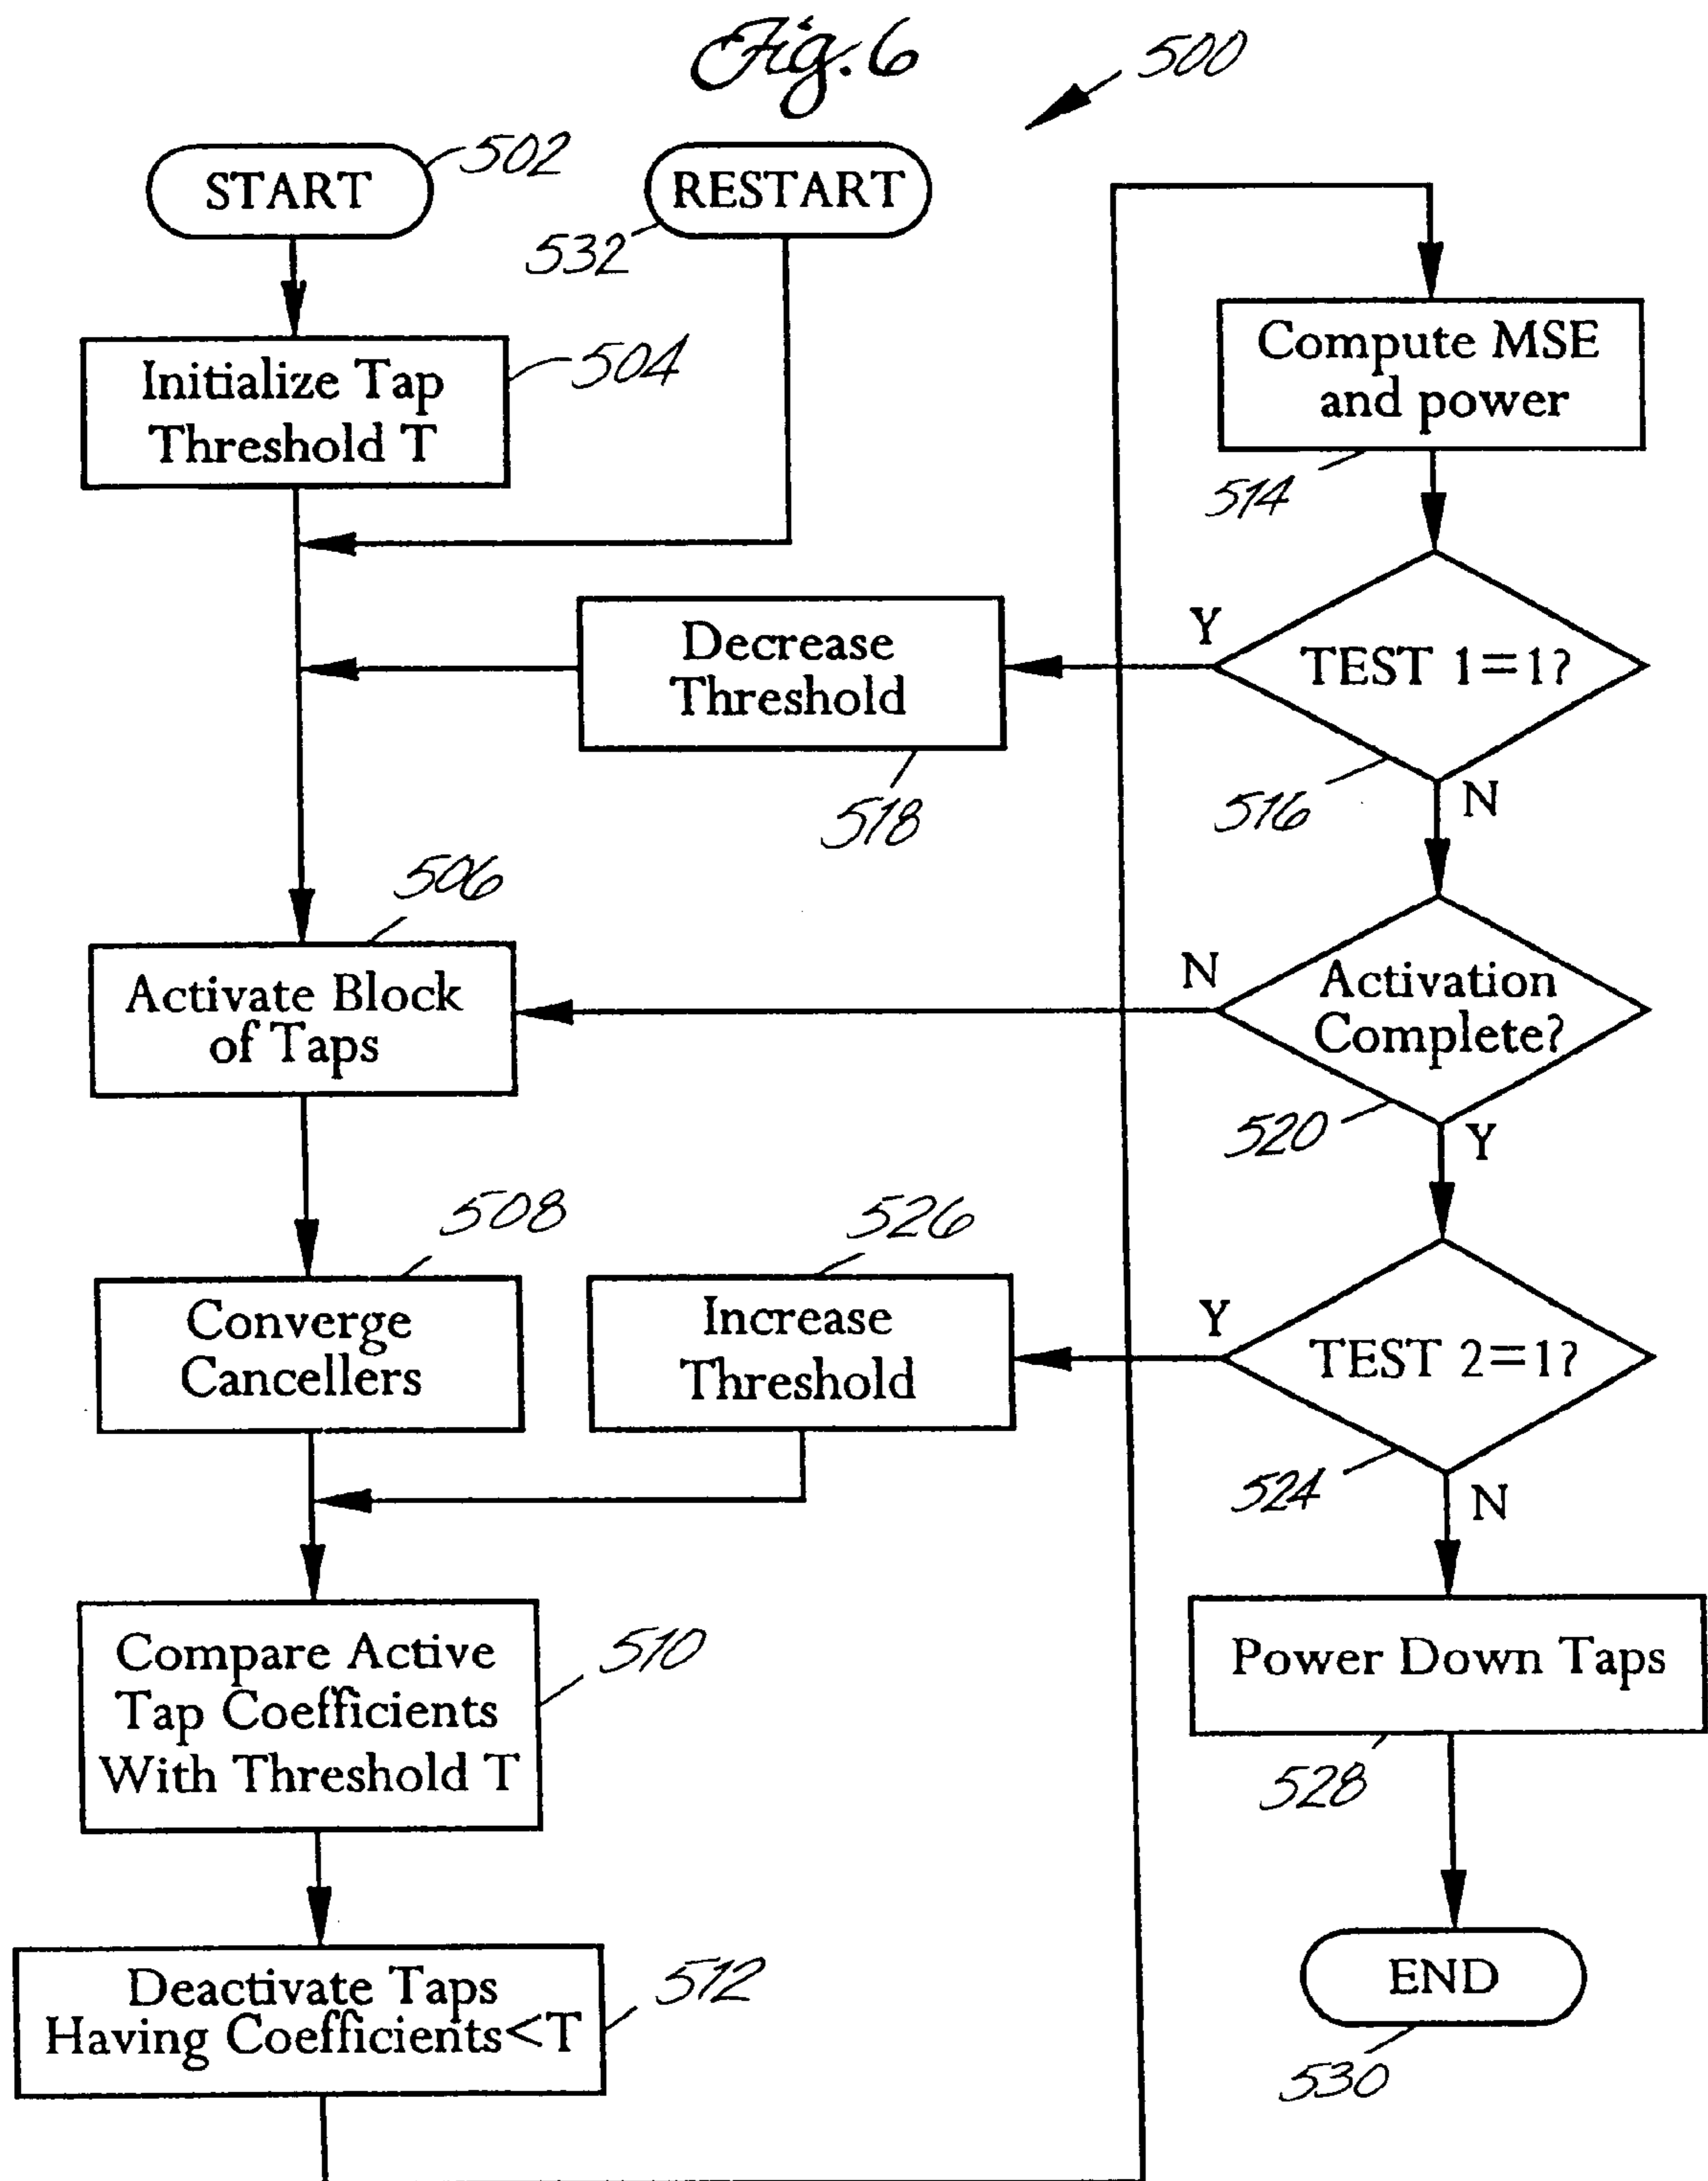 Fig. 6
500
START
502
RESTART
532
Initialize Tap
Threshold T
504
Compute MSE
and power
514
Decrease
Threshold
518
Y
TEST 1=1?
516
N
506
Activate Block
of Taps
N
Activation
Complete?
520
Y
508
Converge
Cancellers
526
Increase
Threshold
Y
TEST 2=1?
524
N
Compare Active
Tap Coefficients
With Threshold T
510
Power Down Taps
528
Deactivate Taps
Having Coefficients<T
512
END
530